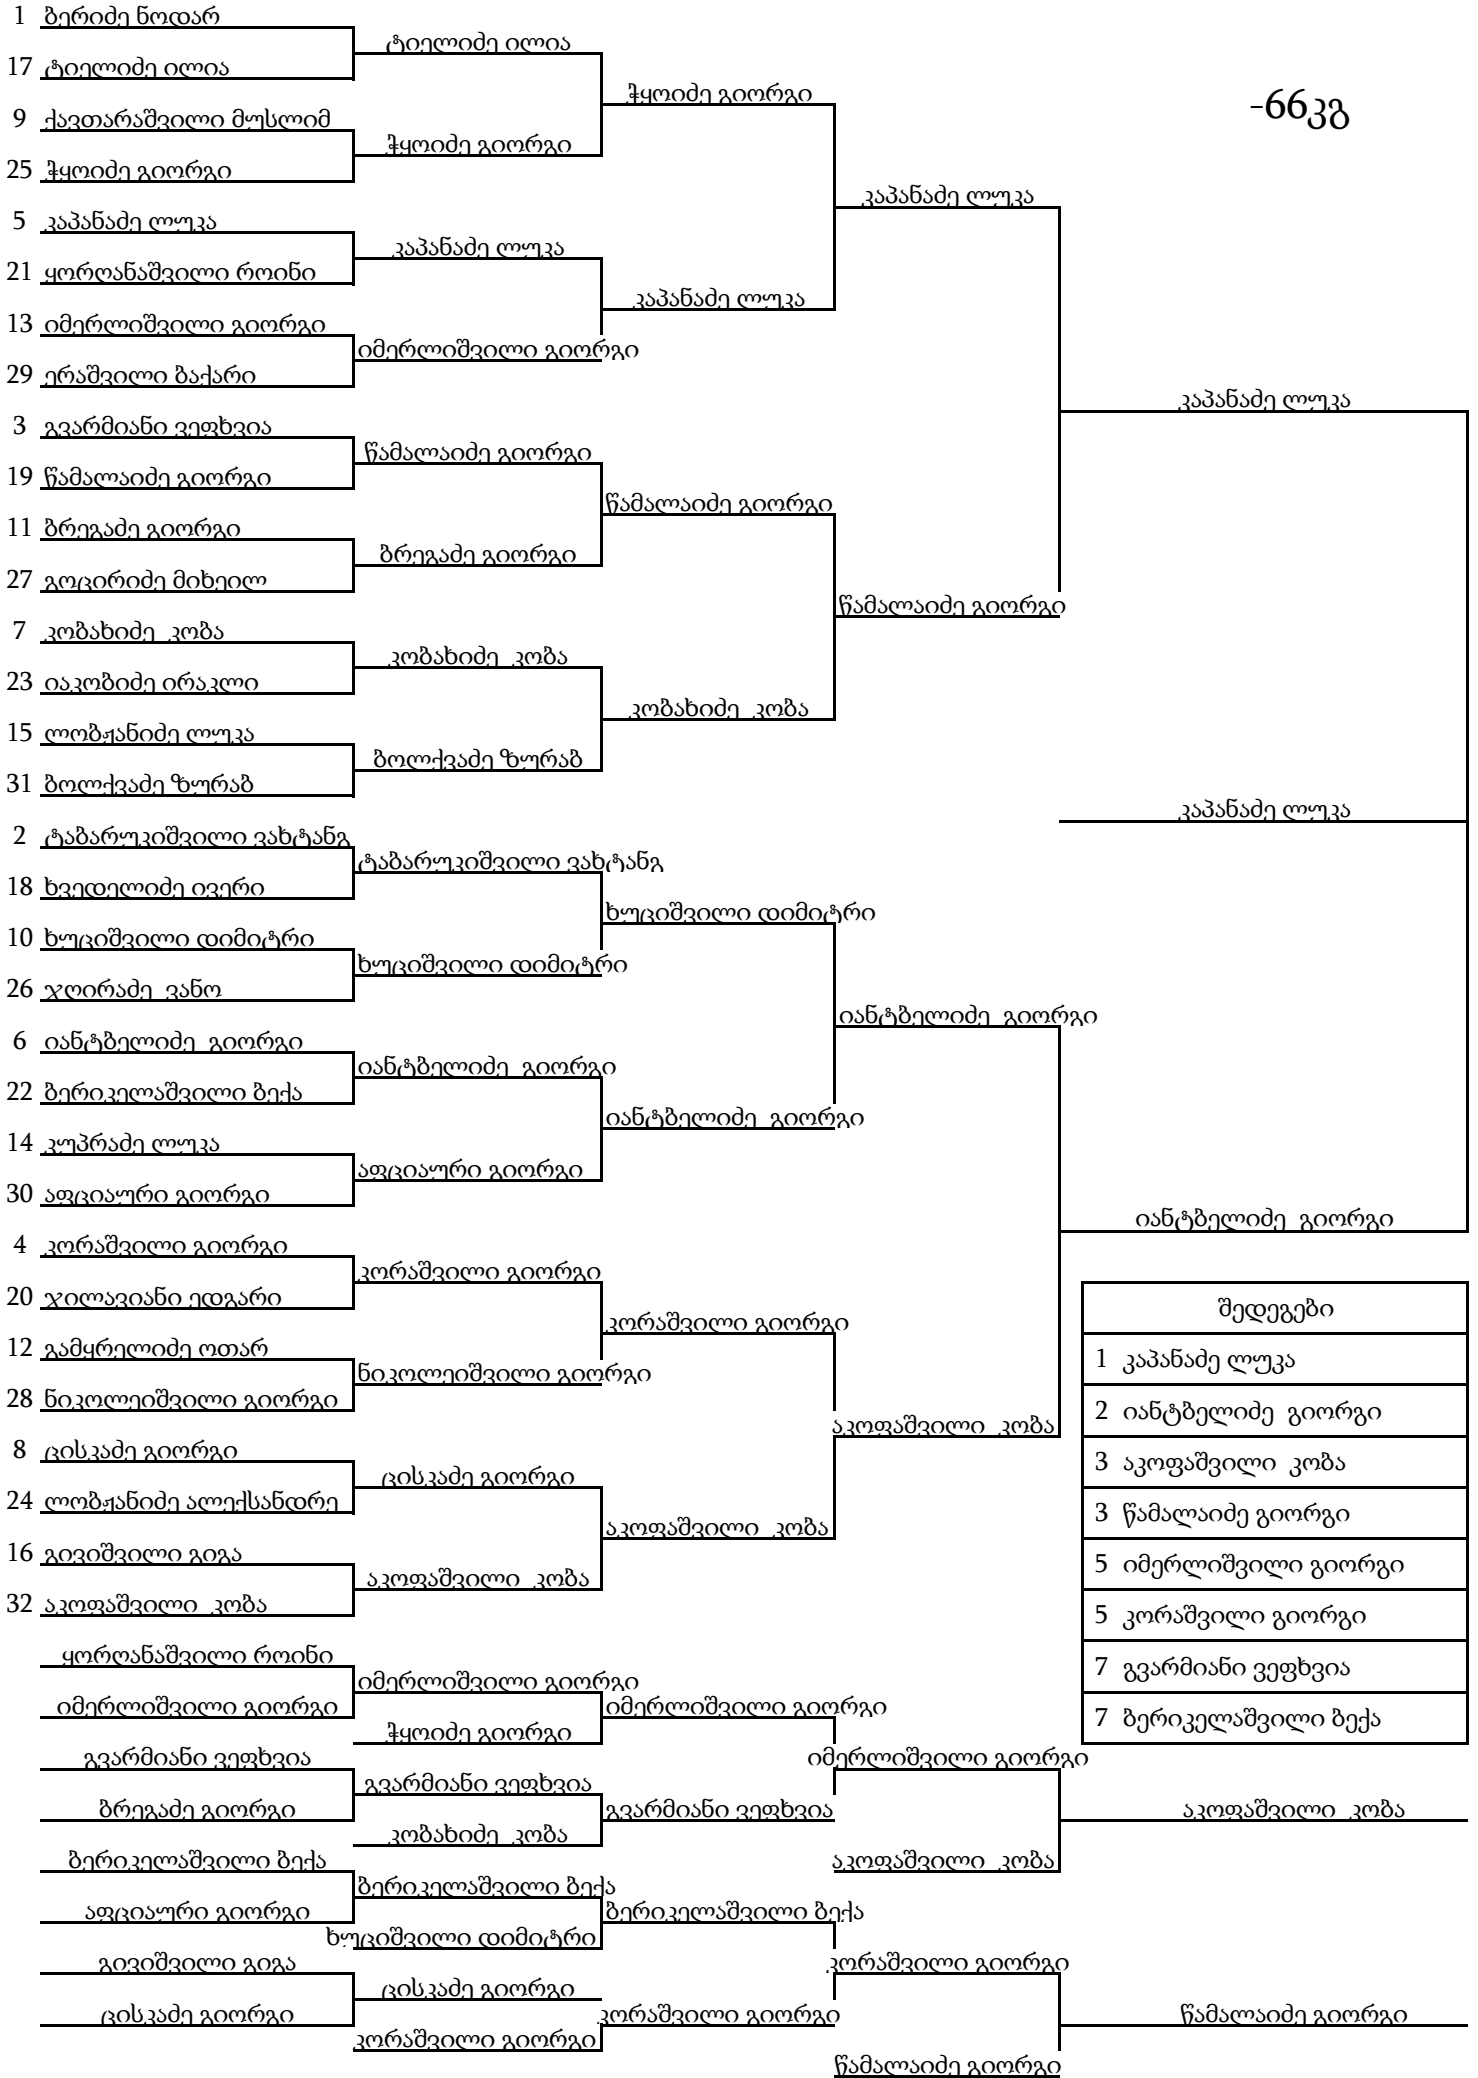 1 ბერიძე ნოდარ
17 ტიელიძე ილია
9 ქავთარაშვილი მუსლიმ
25 ჭყოიძე გიორგი
5 კაპანაძე ლუკა
21 ყორღანაშვილი როინი
13 იმერლიშვილი გიორგი
29 ერაშვილი ბაქარი
3 გვარმიანი ვეფხვია
19 წამალაიძე გიორგი
11 ბრეგაძე გიორგი
27 გოცირიძე მიხეილ
7 კობახიძე კობა
23 იაკობიძე ირაკლი
15 ლობჟანიძე ლუკა
31 ბოლქვაძე ზურაბ
2 ტაბარუკიშვილი ვახტანგ
18 ხვედელიძე ივერი
10 ხუციშვილი დიმიტრი
26 ჯღირაძე ვანო
6 იანტბელიძე გიორგი
22 ბერიკელაშვილი ბექა
14 კუპრაძე ლუკა
30 აფციაური გიორგი
4 კორაშვილი გიორგი
20 ჯილავიანი ედგარი
12 გამყრელიძე ოთარ
28 ნიკოლეიშვილი გიორგი
8 ცისკაძე გიორგი
24 ლობჟანიძე ალექსანდრე
16 გივიშვილი გიგა
32 აკოფაშვილი კობა
ტიელიძე ილია
ჭყოიძე გიორგი
კაპანაძე ლუკა
იმერლიშვილი გიორგი
წამალაიძე გიორგი
ბრეგაძე გიორგი
კობახიძე კობა
ბოლქვაძე ზურაბ
ტაბარუკიშვილი ვახტანგ
ხუციშვილი დიმიტრი
იანტბელიძე გიორგი
აფციაური გიორგი
კორაშვილი გიორგი
ნიკოლეიშვილი გიორგი
ცისკაძე გიორგი
აკოფაშვილი კობა
ჭყოიძე გიორგი
კაპანაძე ლუკა
წამალაიძე გიორგი
კობახიძე კობა
ხუციშვილი დიმიტრი
იანტბელიძე გიორგი
კორაშვილი გიორგი
აკოფაშვილი კობა
კაპანაძე ლუკა
წამალაიძე გიორგი
იანტბელიძე გიორგი
აკოფაშვილი კობა
-66კგ
კაპანაძე ლუკა
კაპანაძე ლუკა
იანტბელიძე გიორგი
შედეგები
1 კაპანაძე ლუკა
2 იანტბელიძე გიორგი
3 აკოფაშვილი კობა
3 წამალაიძე გიორგი
5 იმერლიშვილი გიორგი
5 კორაშვილი გიორგი
7 გვარმიანი ვეფხვია
7 ბერიკელაშვილი ბექა
ყორღანაშვილი როინი
იმერლიშვილი გიორგი
გვარმიანი ვეფხვია
ბრეგაძე გიორგი
ბერიკელაშვილი ბექა
აფციაური გიორგი
გივიშვილი გიგა
ცისკაძე გიორგი
იმერლიშვილი გიორგი
ჭყოიძე გიორგი
გვარმიანი ვეფხვია
კობახიძე კობა
ბერიკელაშვილი ბექა
ხუციშვილი დიმიტრი
ცისკაძე გიორგი
კორაშვილი გიორგი
იმერლიშვილი გიორგი
გვარმიანი ვეფხვია
ბერიკელაშვილი ბექა
კორაშვილი გიორგი
იმერლიშვილი გიორგი
აკოფაშვილი კობა
კორაშვილი გიორგი
წამალაიძე გიორგი
აკოფაშვილი კობა
წამალაიძე გიორგი